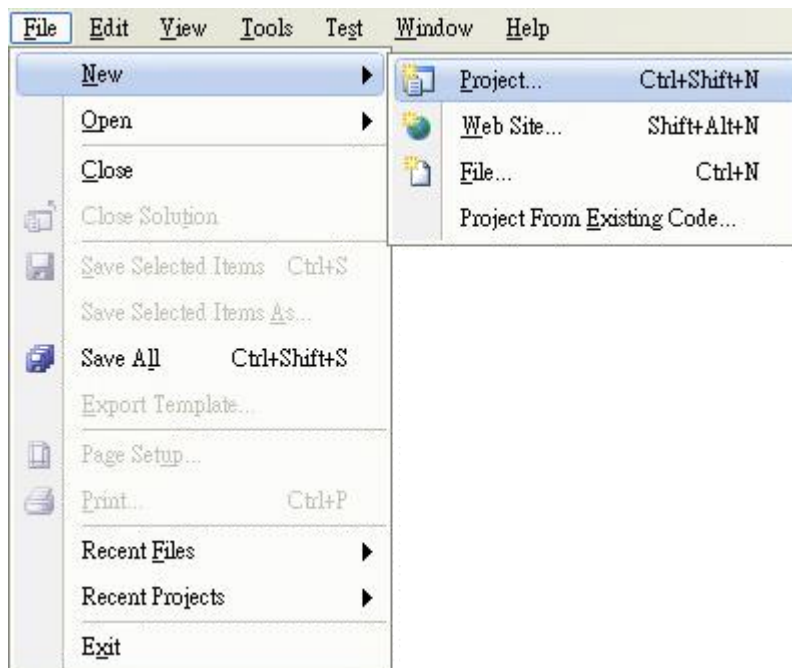 File Edit View Tools Test Window Help
New
Project... Ctrl+Shift+N
Web Site... Shift+Alt+N
File... Ctrl+N
Project From Existing Code...
Open
Close
Close Solution
Save Selected Items Ctrl+S
Save Selected Items As...
Save All Ctrl+Shift+S
Export Template...
Page Setup...
Print... Ctrl+P
Recent Files
Recent Projects
Exit